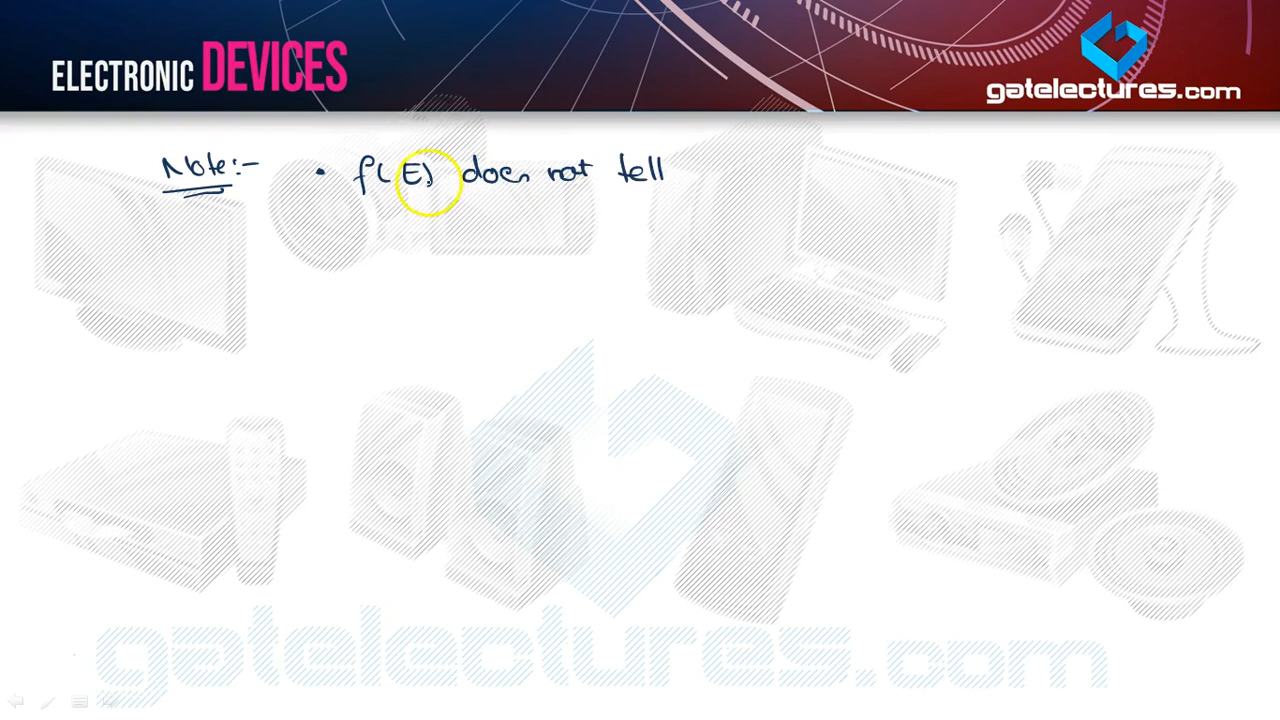 ELECTRONIC DEVICES
gatelectures.com
Note:- • f(E) does not tell
gatelectures.com